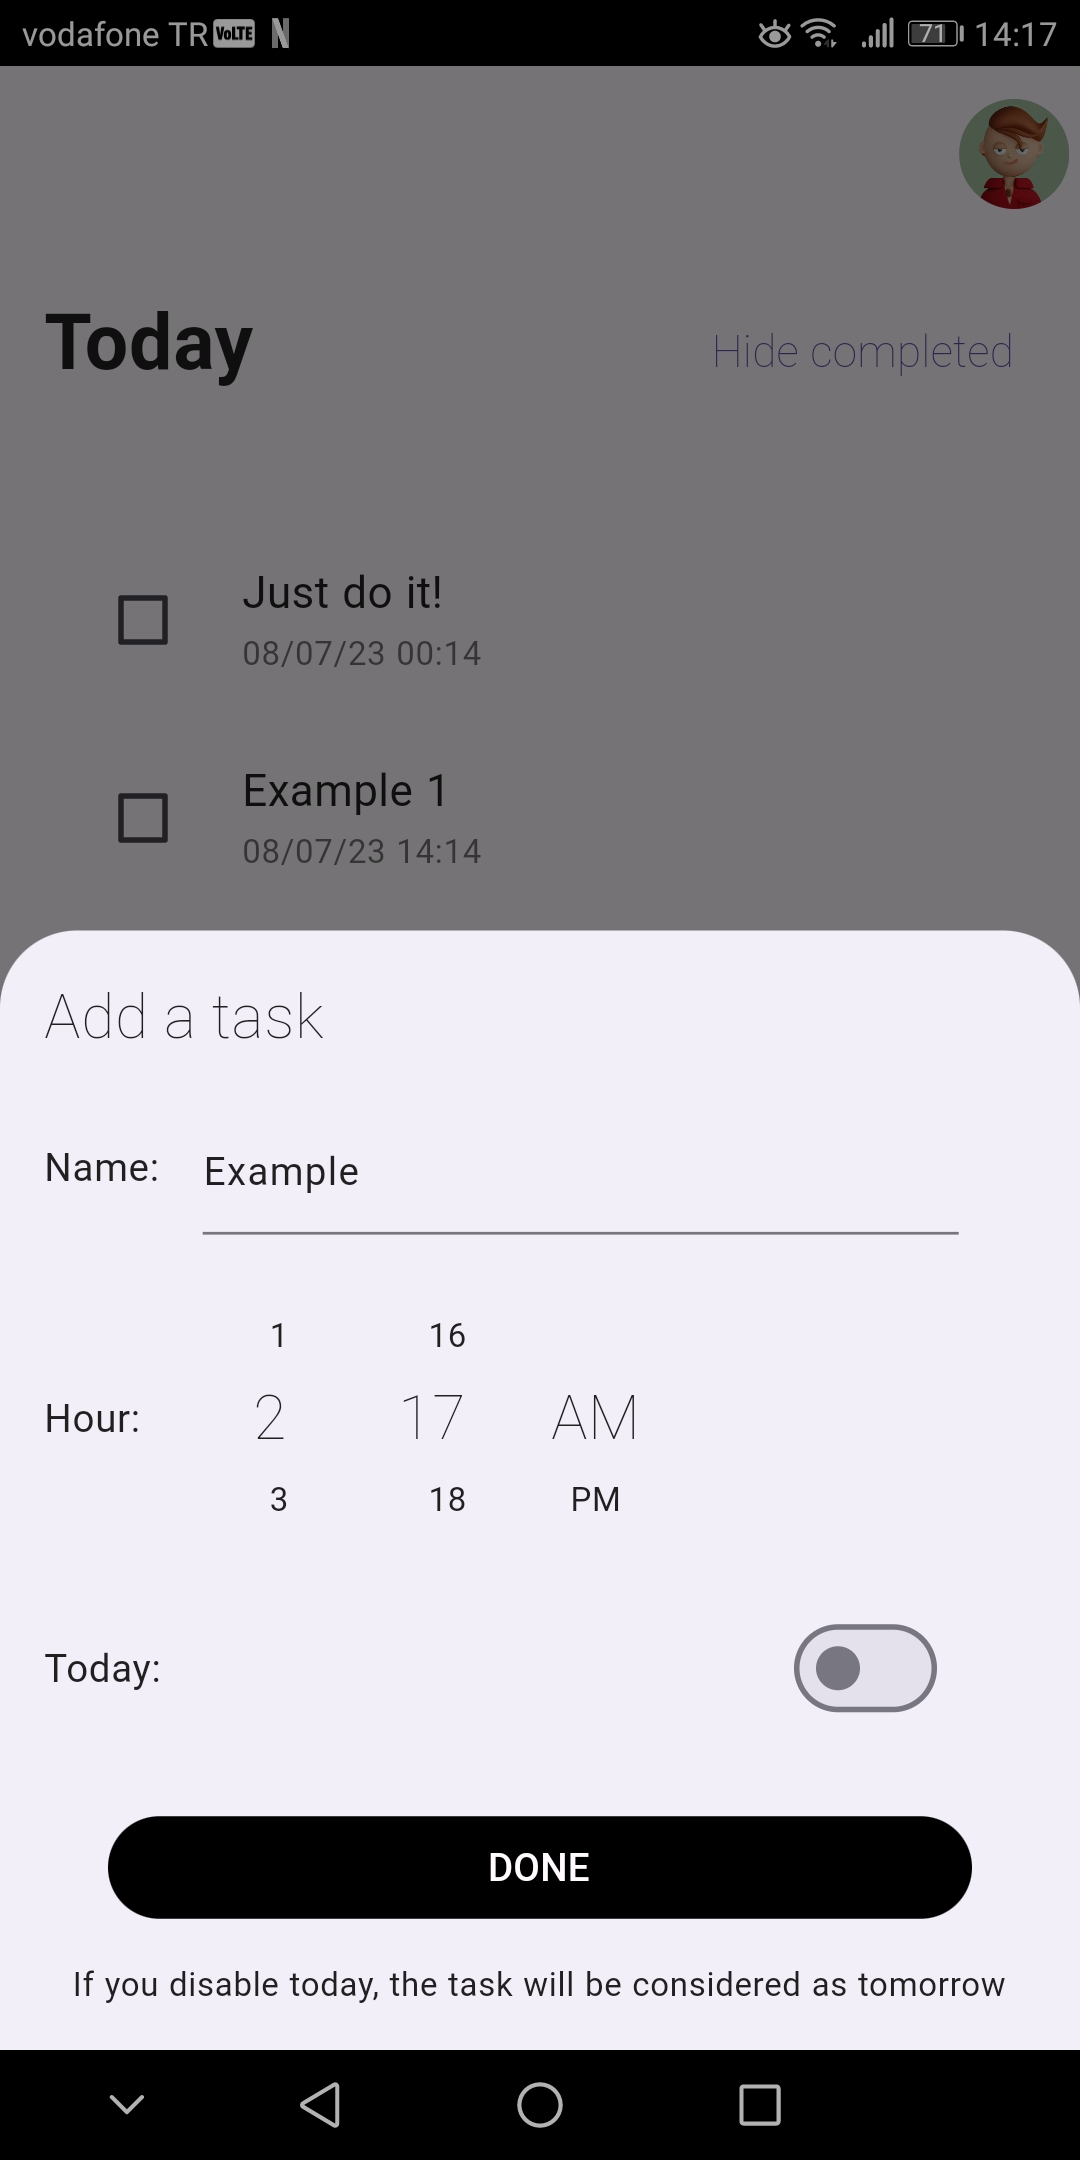 vodafone TR VoLTE N 71 14:17
Today
Hide completed
Just do it!
08/07/23 00:14
Example 1
08/07/23 14:14
Add a task
Name: Example
1 16
Hour: 2 17 AM
3 18 PM
Today:
DONE
If you disable today, the task will be considered as tomorrow